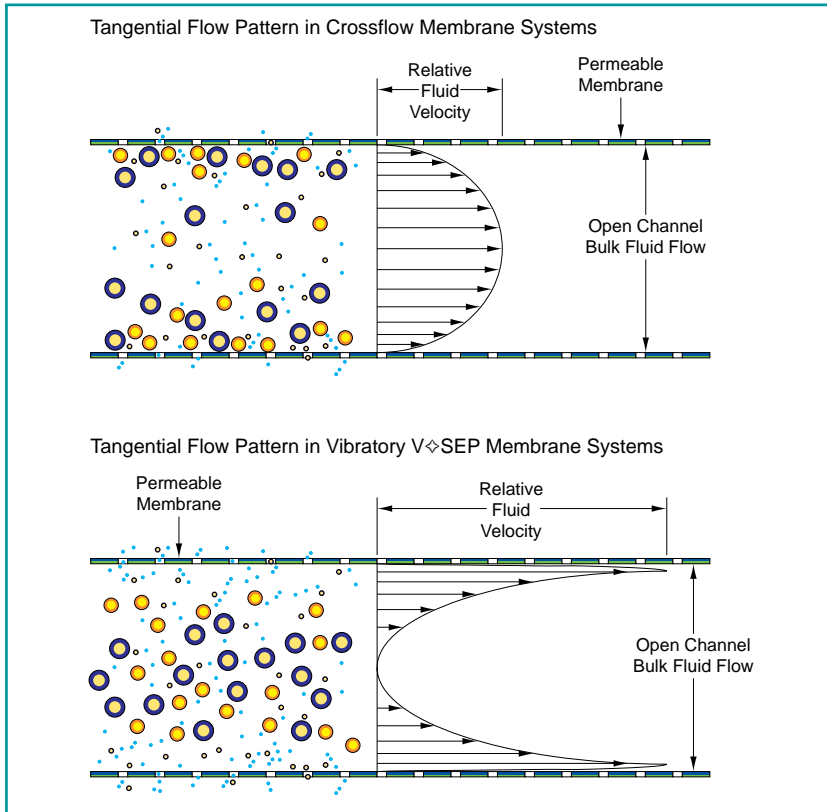 Tangential Flow Pattern in Crossflow Membrane Systems
Relative
Fluid
Velocity
Permeable
Membrane
Open Channel
Bulk Fluid Flow
Tangential Flow Pattern in Vibratory V✧SEP Membrane Systems
Permeable
Membrane
Relative
Fluid
Velocity
Open Channel
Bulk Fluid Flow